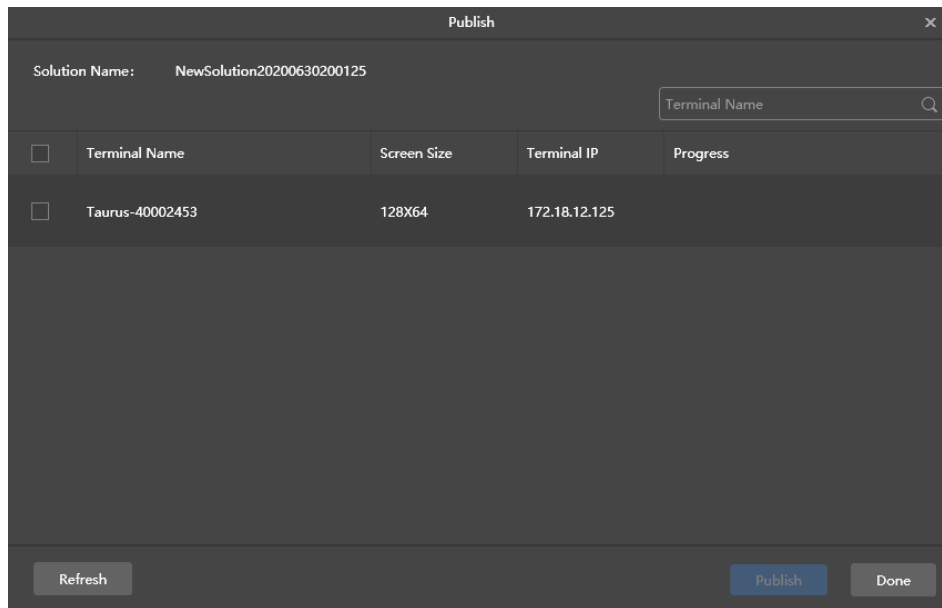 Publish
Solution Name: NewSolution20200630200125
Terminal Name
Terminal Name Screen Size Terminal IP Progress
Taurus-40002453 128X64 172.18.12.125
Refresh Publish Done